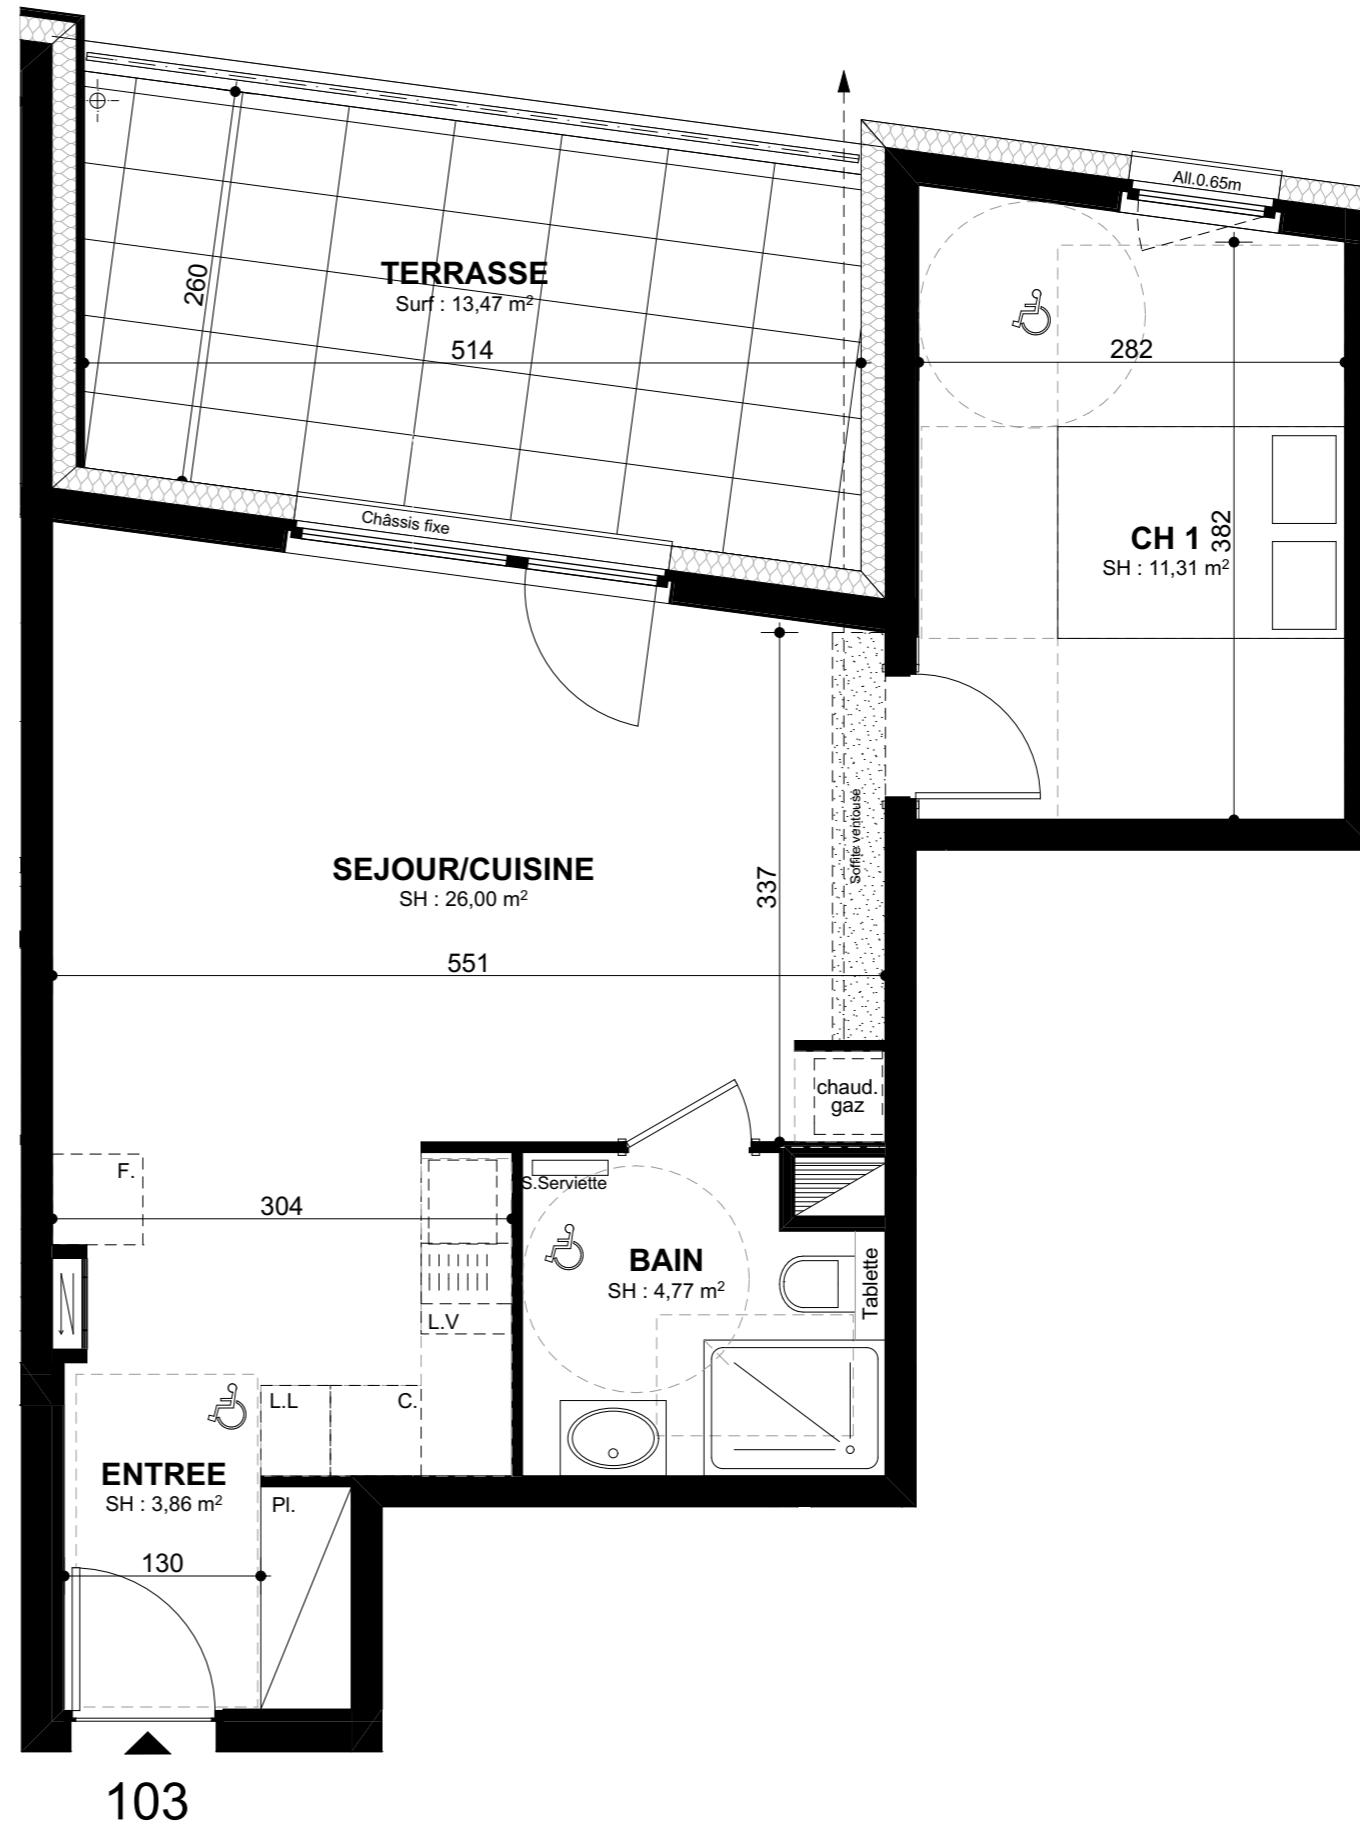 All.0.65m
TERRASSE
Surf : 13,47 m²
260
514
282
Châssis fixe
CH 1
SH : 11,31 m²
382
Soffite ventouse
SEJOUR/CUISINE
SH : 26,00 m²
337
551
chaud.
gaz
F.
S.Serviette
304
BAIN
SH : 4,77 m²
Tablette
L.V
L.L
C.
ENTREE
SH : 3,86 m²
Pl.
130
103